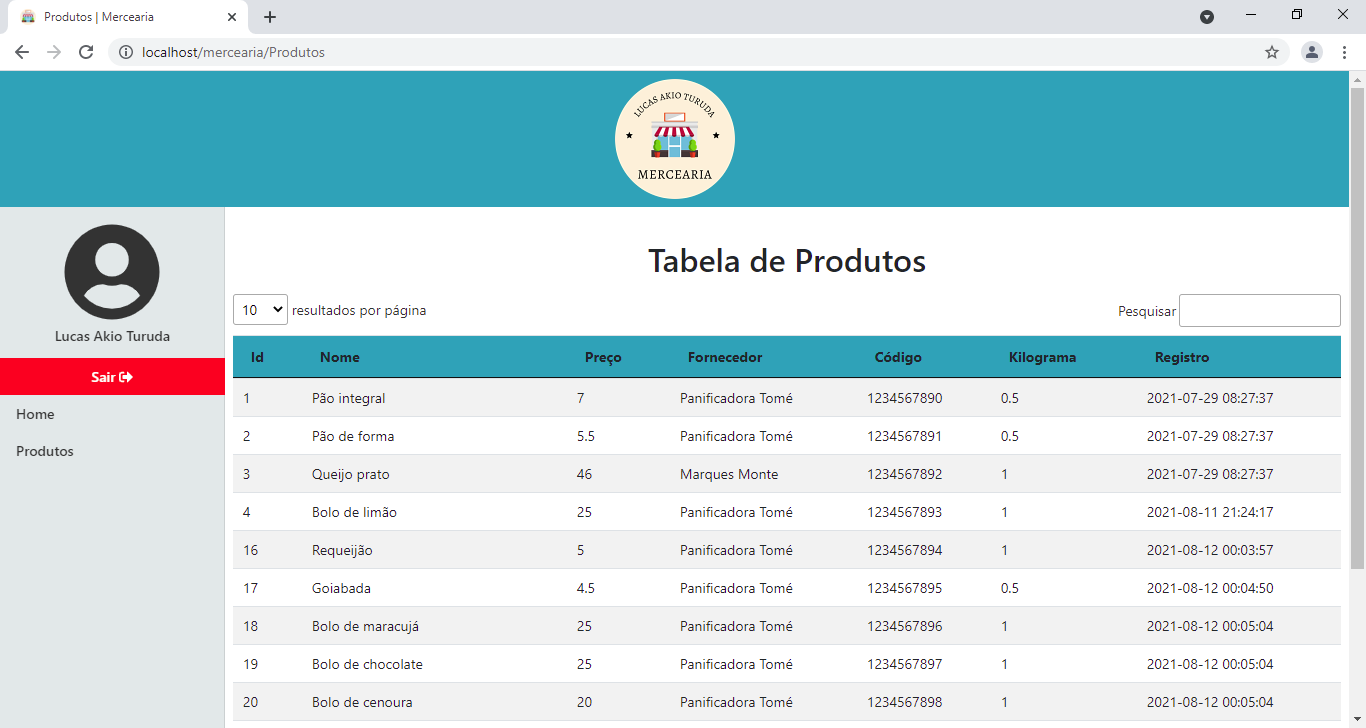 Produtos | Mercearia
localhost/mercearia/Produtos
LUCAS AKIO TURUDA
MERCEARIA
Lucas Akio Turuda
Sair
Home
Produtos
Tabela de Produtos
10 resultados por página Pesquisar
Id Nome Preço Fornecedor Código Kilograma Registro
1 Pão integral 7 Panificadora Tomé 1234567890 0.5 2021-07-29 08:27:37
2 Pão de forma 5.5 Panificadora Tomé 1234567891 0.5 2021-07-29 08:27:37
3 Queijo prato 46 Marques Monte 1234567892 1 2021-07-29 08:27:37
4 Bolo de limão 25 Panificadora Tomé 1234567893 1 2021-08-11 21:24:17
16 Requeijão 5 Panificadora Tomé 1234567894 1 2021-08-12 00:03:57
17 Goiabada 4.5 Panificadora Tomé 1234567895 0.5 2021-08-12 00:04:50
18 Bolo de maracujá 25 Panificadora Tomé 1234567896 1 2021-08-12 00:05:04
19 Bolo de chocolate 25 Panificadora Tomé 1234567897 1 2021-08-12 00:05:04
20 Bolo de cenoura 20 Panificadora Tomé 1234567898 1 2021-08-12 00:05:04